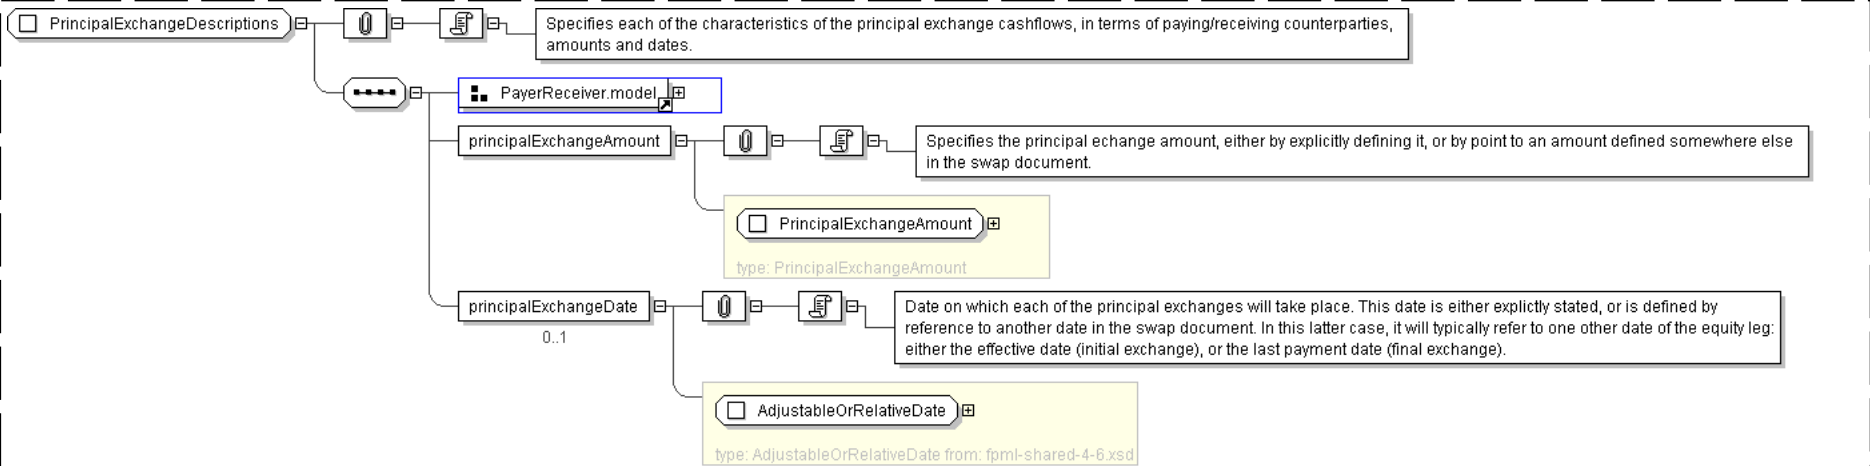 PrincipalExchangeDescriptions
Specifies each of the characteristics of the principal exchange cashflows, in terms of paying/receiving counterparties,
amounts and dates.
PayerReceiver.model
principalExchangeAmount
Specifies the principal echange amount, either by explicitly defining it, or by point to an amount defined somewhere else
in the swap document.
PrincipalExchangeAmount
type: PrincipalExchangeAmount
principalExchangeDate
0..1
Date on which each of the principal exchanges will take place. This date is either explictly stated, or is defined by
reference to another date in the swap document. In this latter case, it will typically refer to one other date of the equity leg:
either the effective date (initial exchange), or the last payment date (final exchange).
AdjustableOrRelativeDate
type: AdjustableOrRelativeDate from: fpml-shared-4-6.xsd